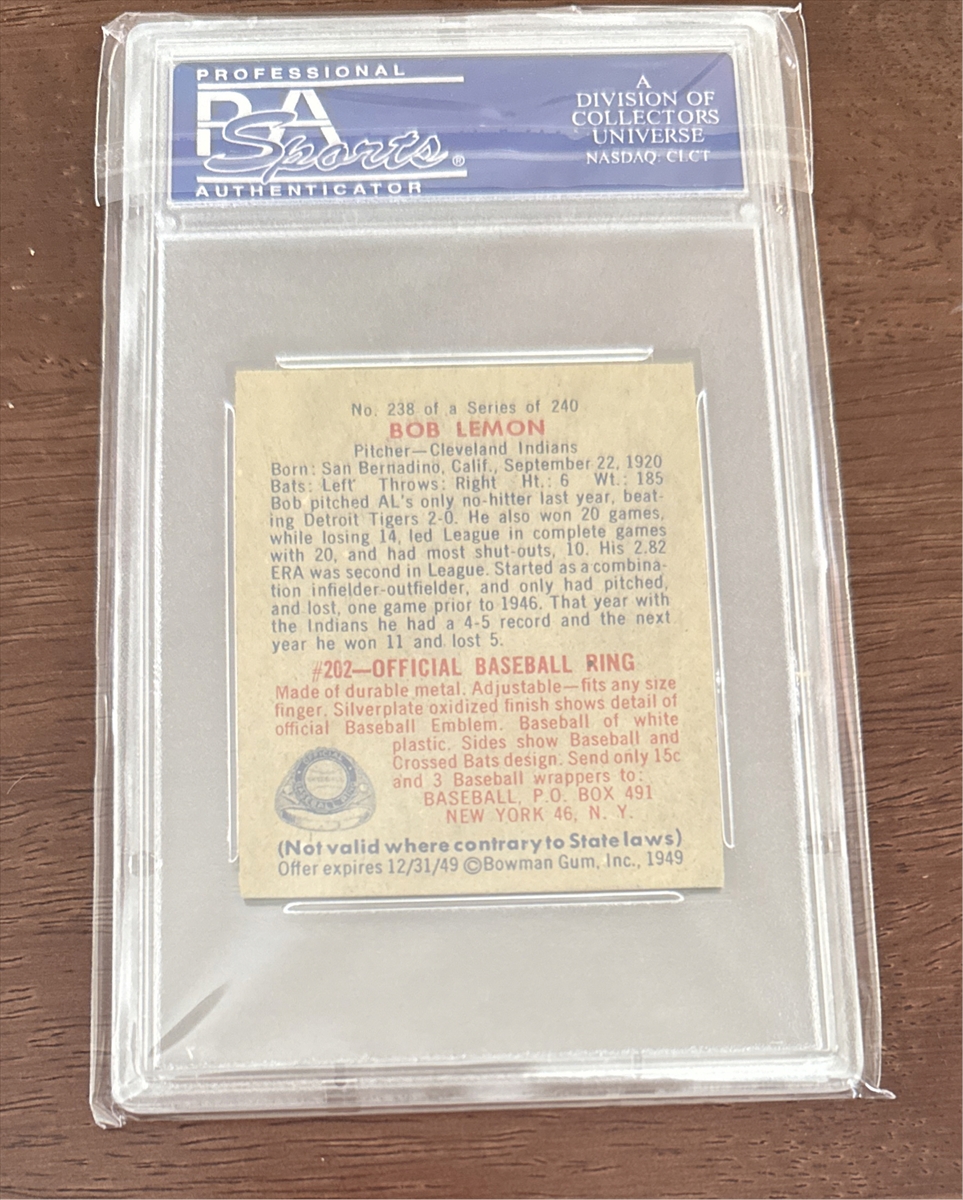 PROFESSIONAL
PSA
Sports®
AUTHENTICATOR
A
DIVISION OF
COLLECTORS
UNIVERSE
NASDAQ: CLCT
No. 238 of a Series of 240
BOB LEMON
Pitcher—Cleveland Indians
Born: San Bernadino, Calif., September 22, 1920
Bats: Left Throws: Right Ht.: 6 Wt.: 185
Bob pitched AL's only no-hitter last year, beat-
ing Detroit Tigers 2-0. He also won 20 games,
while losing 14, led League in complete games
with 20, and had most shut-outs, 10. His 2.82
ERA was second in League. Started as a combina-
tion infielder-outfielder, and only had pitched,
and lost, one game prior to 1946. That year with
the Indians he had a 4-5 record and the next
year he won 11 and lost 5.
#202—OFFICIAL BASEBALL RING
Made of durable metal. Adjustable—fits any size
finger. Silverplate oxidized finish shows detail of
official Baseball Emblem. Baseball of white
plastic. Sides show Baseball and
Crossed Bats design. Send only 15c
and 3 Baseball wrappers to:
BASEBALL, P.O. BOX 491
NEW YORK 46, N. Y.
(Not valid where contrary to State laws)
Offer expires 12/31/49 ©Bowman Gum, Inc., 1949